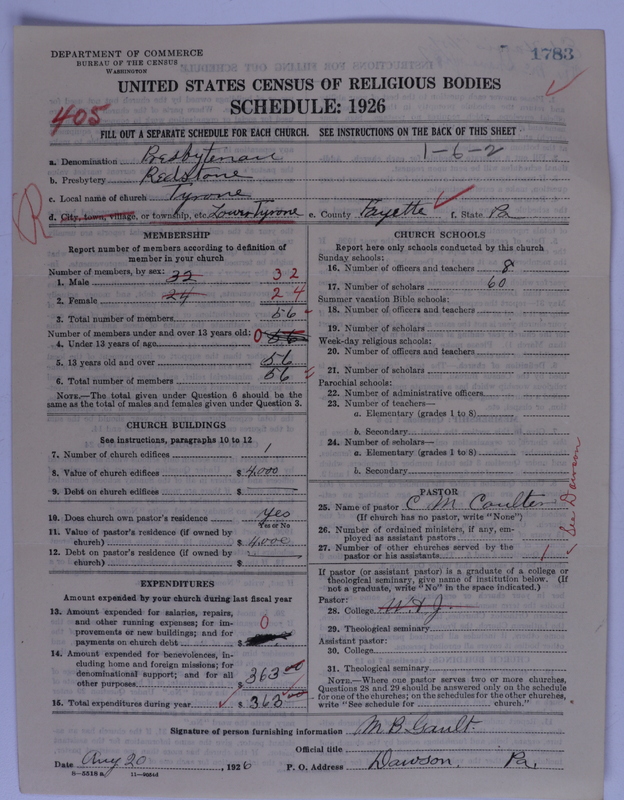 DEPARTMENT OF COMMERCE
BUREAU OF THE CENSUS
WASHINGTON
1783
UNITED STATES CENSUS OF RELIGIOUS BODIES
SCHEDULE: 1926
405
FILL OUT A SEPARATE SCHEDULE FOR EACH CHURCH. SEE INSTRUCTIONS ON THE BACK OF THIS SHEET
1-6-2
a. Denomination Presbyterian
b. Presbytery Redstone
c. Local name of church Tyrone
R
d. City, town, village, or township, etc. Lower Tyrone e. County Fayette f. State Pa
MEMBERSHIP
Report number of members according to definition of member in your church
Number of members, by sex:
1. Male 32 32
2. Female 24 24
3. Total number of members 56
Number of members under and over 13 years old:
4. Under 13 years of age 0 56
5. 13 years old and over 56
6. Total number of members 56
NOTE.—The total given under Question 6 should be the same as the total of males and females given under Question 3.
CHURCH BUILDINGS
See instructions, paragraphs 10 to 12
7. Number of church edifices 1
8. Value of church edifices $ 4,000
9. Debt on church edifices $
10. Does church own pastor's residence yes
Yes or No
11. Value of pastor's residence (if owned by church) $ 4,000
12. Debt on pastor's residence (if owned by church) $
EXPENDITURES
Amount expended by your church during last fiscal year
13. Amount expended for salaries, repairs, and other running expenses; for improvements or new buildings; and for payments on church debt $ 0
14. Amount expended for benevolences, including home and foreign missions; for denominational support; and for all other purposes $ 363 00
15. Total expenditures during year $ 363 00
CHURCH SCHOOLS
Report here only schools conducted by this church
Sunday schools:
16. Number of officers and teachers 8
17. Number of scholars 60
Summer vacation Bible schools:
18. Number of officers and teachers
19. Number of scholars
Week-day religious schools:
20. Number of officers and teachers
21. Number of scholars
Parochial schools:
22. Number of administrative officers
23. Number of teachers—
a. Elementary (grades 1 to 8)
b. Secondary
24. Number of scholars—
a. Elementary (grades 1 to 8)
b. Secondary
PASTOR
25. Name of pastor C M Coulter
(If church has no pastor, write "None")
26. Number of ordained ministers, if any, employed as assistant pastors
27. Number of other churches served by the pastor or his assistants 1
See Dawson
If pastor (or assistant pastor) is a graduate of a college or theological seminary, give name of institution below. (If not a graduate, write "No" in the space indicated.)
Pastor:
28. College W & J.
29. Theological seminary
Assistant pastor:
30. College
31. Theological seminary
NOTE.—Where one pastor serves two or more churches, Questions 28 and 29 should be answered only on the schedule for one of the churches; on the schedules for the other churches, write "See schedule for church."
Signature of person furnishing information M. B. Gault.
Official title
Date Aug 20, 1926 P. O. Address Dawson, Pa.
8—5518 a 11—9054d